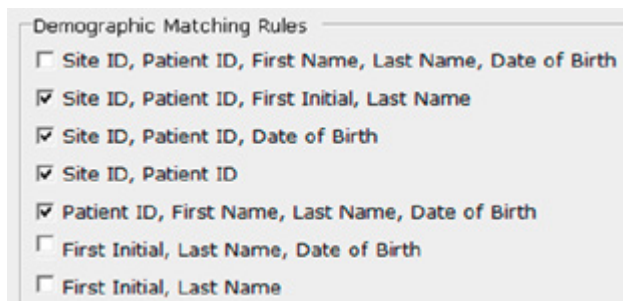 Demographic Matching Rules
Site ID, Patient ID, First Name, Last Name, Date of Birth
Site ID, Patient ID, First Initial, Last Name
Site ID, Patient ID, Date of Birth
Site ID, Patient ID
Patient ID, First Name, Last Name, Date of Birth
First Initial, Last Name, Date of Birth
First Initial, Last Name